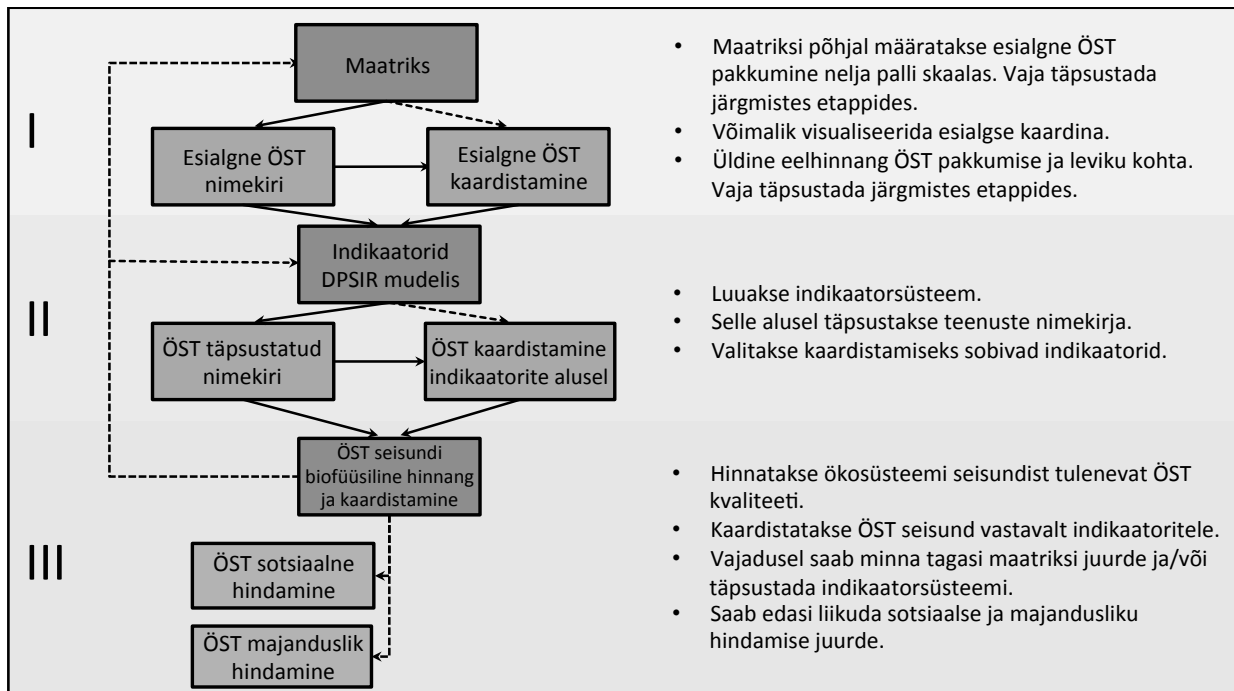 I
Maatriks
Esialgne ÖST
nimekiri
Esialgne ÖST
kaardistamine
• Maatriksi põhjal määratakse esialgne ÖST
pakkumine nelja palli skaalas. Vaja täpsustada
järgmistes etappides.
• Võimalik visualiseerida esialgse kaardina.
• Üldine eelhinnang ÖST pakkumise ja leviku kohta.
Vaja täpsustada järgmistes etappides.
II
Indikaatorid
DPSIR mudelis
ÖST täpsustatud
nimekiri
ÖST kaardistamine
indikaatorite alusel
• Luuakse indikaatorsüsteem.
• Selle alusel täpsustakse teenuste nimekirja.
• Valitakse kaardistamiseks sobivad indikaatorid.
III
ÖST seisundi
biofüüsiline hinnang
ja kaardistamine
ÖST sotsiaalne
hindamine
ÖST majanduslik
hindamine
• Hinnatakse ökosüsteemi seisundist tulenevat ÖST
kvaliteeti.
• Kaardistatakse ÖST seisund vastavalt indikaatoritele.
• Vajadusel saab minna tagasi maatriksi juurde ja/või
täpsustada indikaatorsüsteemi.
• Saab edasi liikuda sotsiaalse ja majandusliku
hindamise juurde.